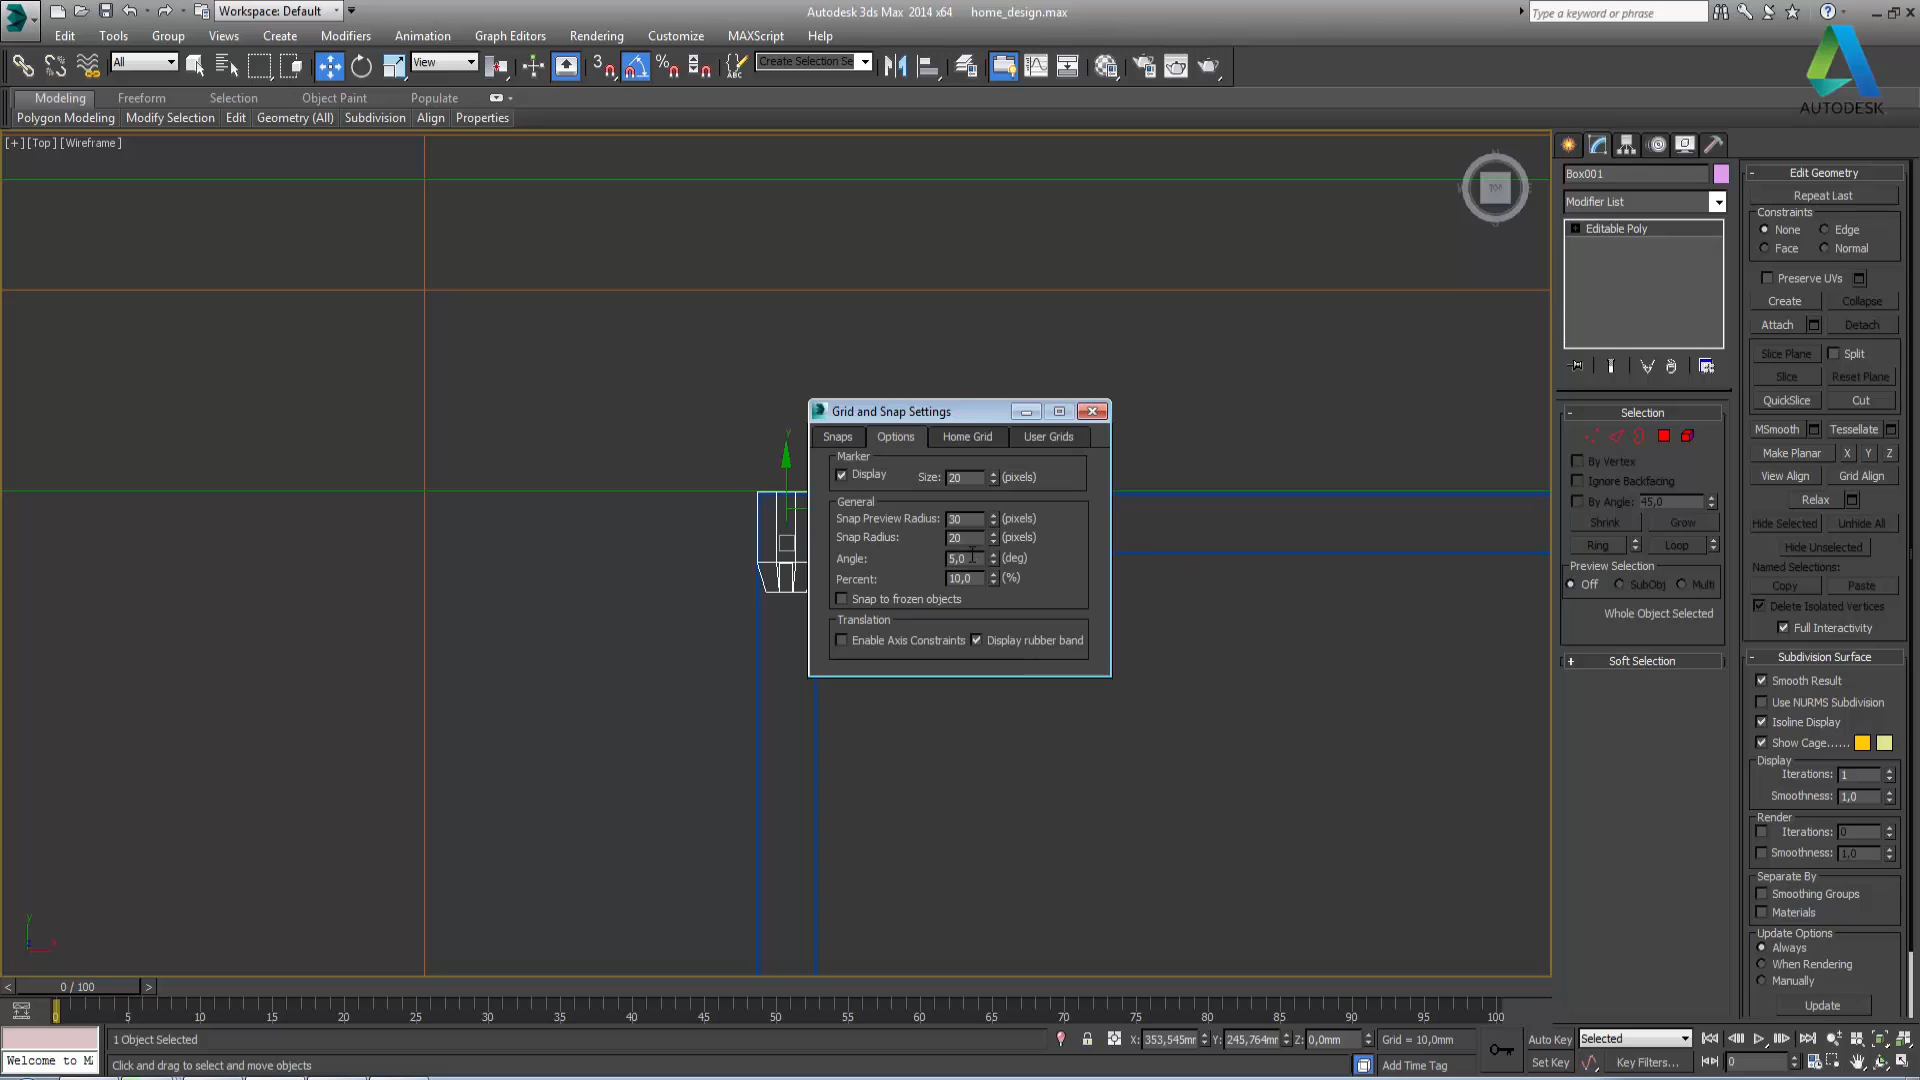 Workspace: Default
Autodesk 3ds Max 2014 x64 home_design.max
Type a keyword or phrase
Edit Tools Group Views Create Modifiers Animation Graph Editors Rendering Customize MAXScript Help
All
View
3
Create Selection Se
AUTODESK
Modeling Freeform Selection Object Paint Populate
Polygon Modeling Modify Selection Edit Geometry (All) Subdivision Align Properties
[+][Top][Wireframe]
TOP
Box001
Modifier List
Editable Poly
Selection
By Vertex
Ignore Backfacing
By Angle: 45,0
Shrink Grow
Ring Loop
Preview Selection
Off SubObj Multi
Whole Object Selected
Soft Selection
Edit Geometry
Repeat Last
Constraints
None Edge
Face Normal
Preserve UVs
Create Collapse
Attach Detach
Slice Plane Split
Slice Reset Plane
QuickSlice Cut
MSmooth Tessellate
Make Planar X Y Z
View Align Grid Align
Relax
Hide Selected Unhide All
Hide Unselected
Named Selections:
Copy Paste
Delete Isolated Vertices
Full Interactivity
Subdivision Surface
Smooth Result
Use NURMS Subdivision
Isoline Display
Show Cage......
Display
Iterations: 1
Smoothness: 1,0
Render
Iterations: 0
Smoothness: 1,0
Separate By
Smoothing Groups
Materials
Update Options
Always
When Rendering
Manually
Update
Grid and Snap Settings
Snaps Options Home Grid User Grids
Marker
Display Size: 20 (pixels)
General
Snap Preview Radius: 30 (pixels)
Snap Radius: 20 (pixels)
Angle: 5,0 (deg)
Percent: 10,0 (%)
Snap to frozen objects
Translation
Enable Axis Constraints Display rubber band
y
y
x
< 0 / 100 >
0 5 10 15 20 25 30 35 40 45 50 55 60 65 70 75 80 85 90 95 100
1 Object Selected X: 353,545mm Y: 245,764mm Z: 0,0mm Grid = 10,0mm Auto Key Selected
Welcome to M Click and drag to select and move objects Add Time Tag Set Key Key Filters... 0